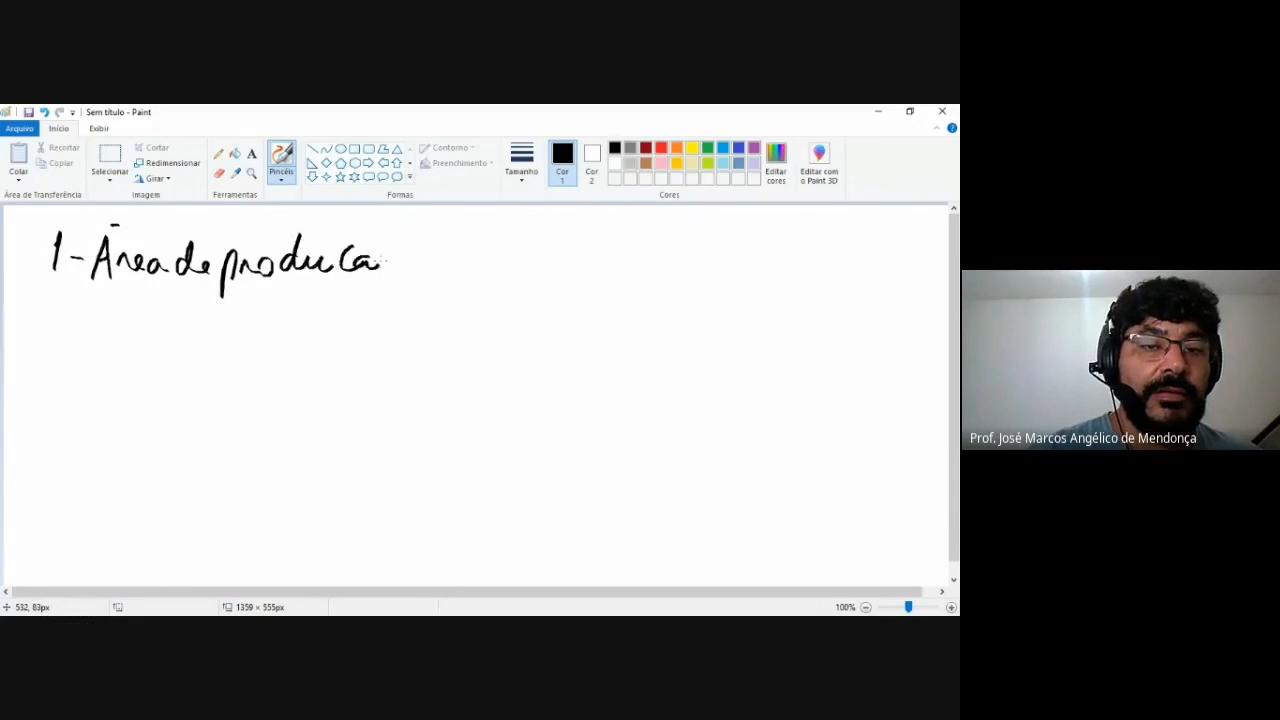 Sem título - Paint
Arquivo Início Exibir
Colar Recortar Copiar
Área de Transferência
Selecionar Cortar Redimensionar Girar
Imagem
Ferramentas
Pincéis
Contorno
Preenchimento
Formas
Tamanho
Cor 1
Cor 2
Editar cores
Cores
Editar com o Paint 3D
1 - Área de produca
Prof. José Marcos Angélico de Mendonça
532, 83px
1359 × 555px
100%